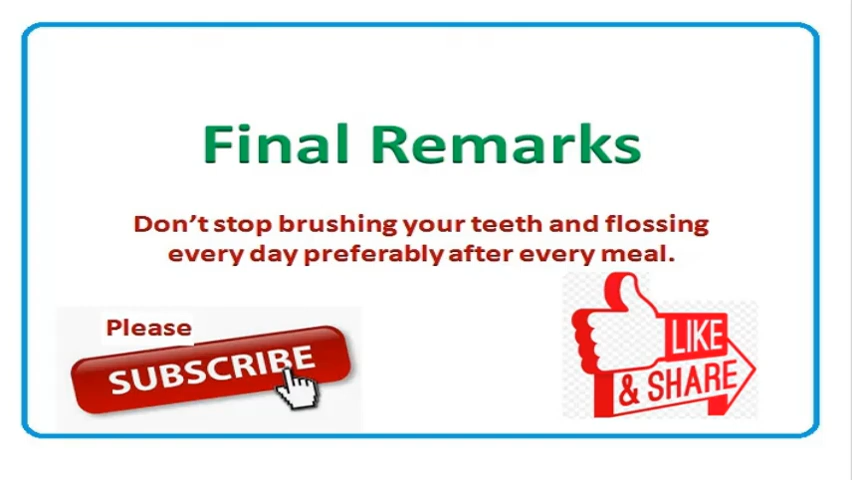 Final Remarks
Don't stop brushing your teeth and flossing
every day preferably after every meal.
Please
SUBSCRIBE
LIKE
& SHARE